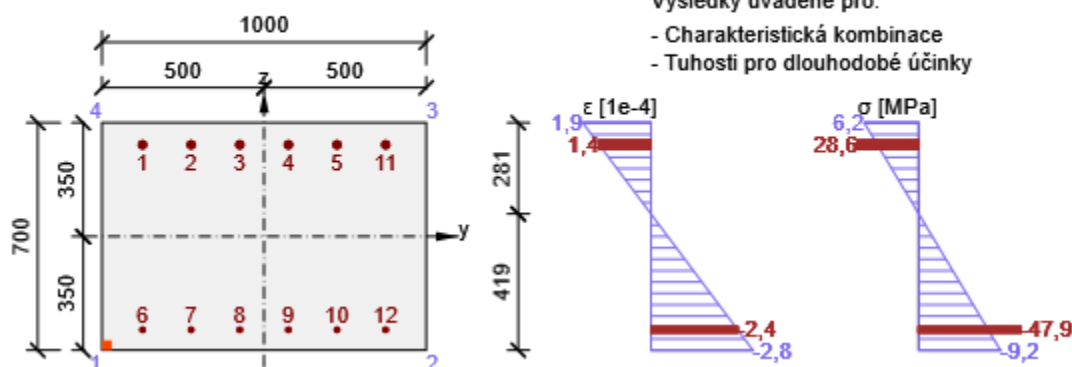 Výsledky uváděné pro:
- Charakteristická kombinace
- Tuhosti pro dlouhodobé účinky
1000
500 z 500
4 3
ε [1e-4] σ [MPa]
1,9 6,2
1,4 28,6
1 2 3 4 5 11
350
281
700
y
350
419
6 7 8 9 10 12
-2,4 -47,9
-2,8 -9,2
1 2